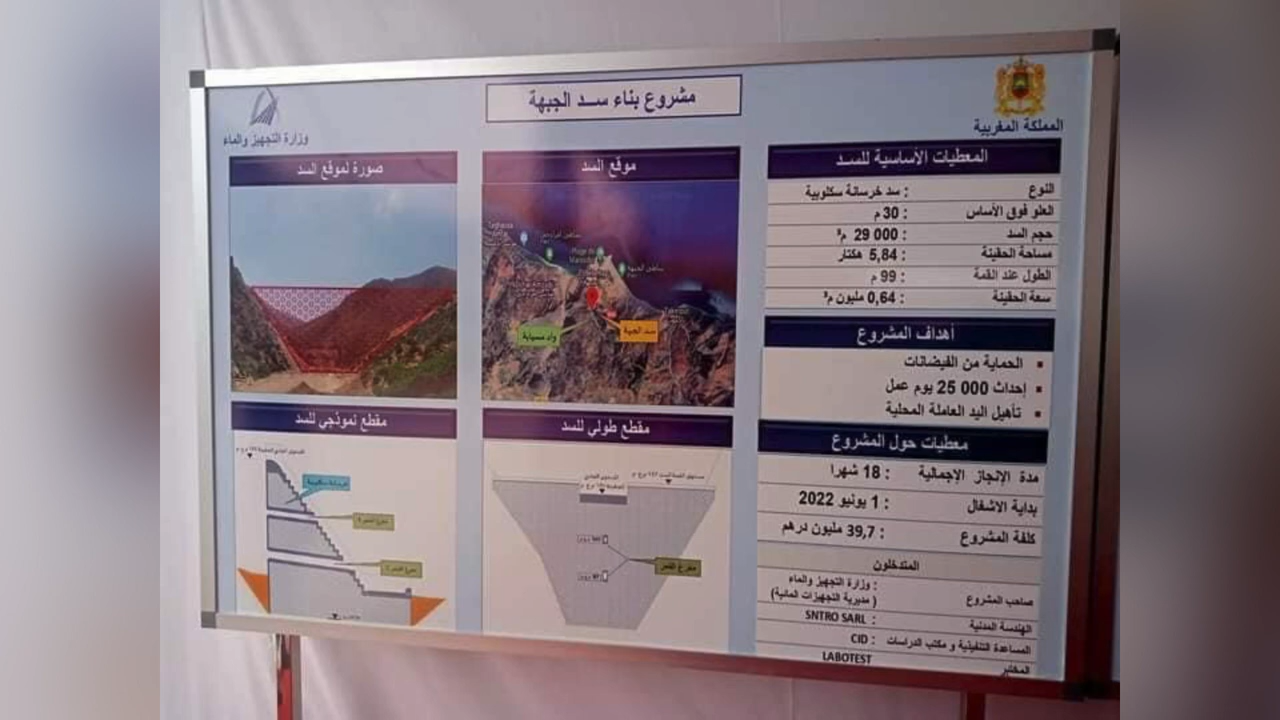 المملكة المغربية
وزارة التجهيز والماء
مشروع بناء سد الجبهة
المعطيات الأساسية للسد
النوع : سد خرسانة سكلوبية
العلو فوق الأساس : 30 م
حجم السد : 29 000 م³
مساحة الحقينة : 5,84 هكتار
الطول عند القمة : 99 م
سعة الحقينة : 0,64 مليون م³
أهداف المشروع
▪ الحماية من الفيضانات
▪ إحداث 25 000 يوم عمل
▪ تأهيل اليد العاملة المحلية
معطيات حول المشروع
مدة الإنجاز الإجمالية : 18 شهرا
بداية الاشغال : 1 يونيو 2022
كلفة المشروع : 39,7 مليون درهم
المتدخلون
صاحب المشروع : وزارة التجهيز والماء
( مديرية التجهيزات المائية)
الهندسة المدنية : SNTRO SARL
المساعدة التنفيذية و مكتب الدراسات : CID
المختبر LABOTEST
موقع السد
سد الجبهة
صورة لموقع السد
مقطع طولي للسد
مفرغ القعر
مقطع نموذجي للسد